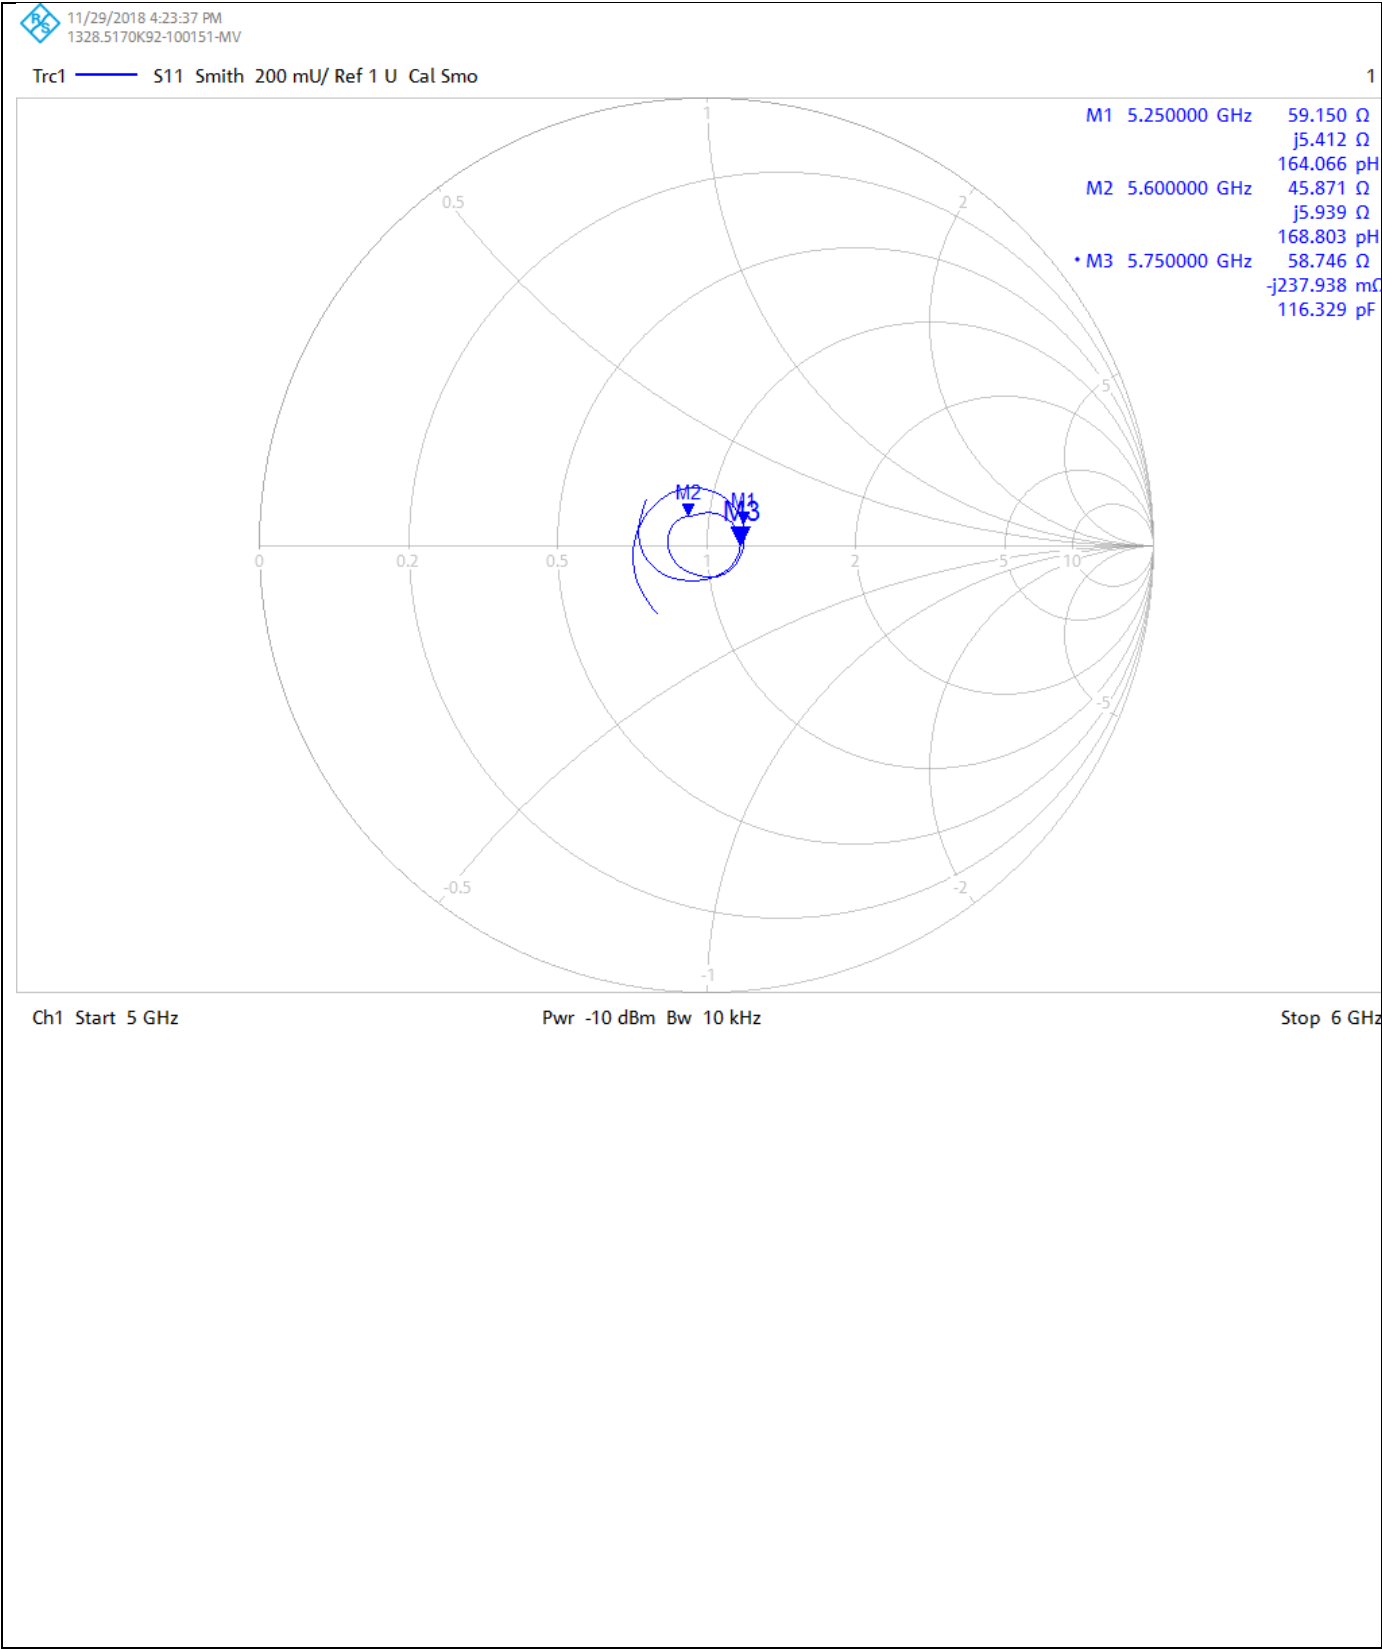 R&S
11/29/2018 4:23:37 PM
1328.5170K92-100151-MV
Trc1 S11 Smith 200 mU/ Ref 1 U Cal Smo 1
M1 5.250000 GHz 59.150 Ω
j5.412 Ω
164.066 pH
M2 5.600000 GHz 45.871 Ω
j5.939 Ω
168.803 pH
• M3 5.750000 GHz 58.746 Ω
-j237.938 mΩ
116.329 pF
1
0.5 2
5
M2 M1
M3
0 0.2 0.5 1 2 5 10
-5
-0.5 -2
-1
Ch1 Start 5 GHz Pwr -10 dBm Bw 10 kHz Stop 6 GHz